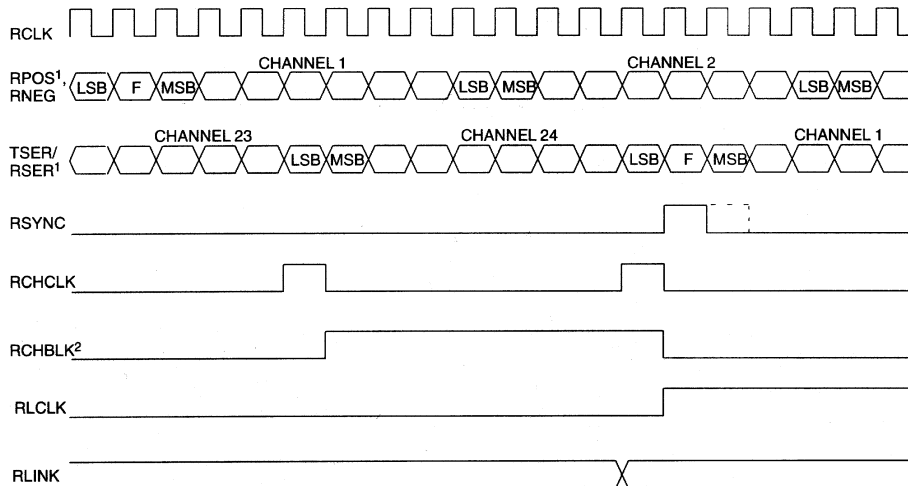 RCLK
CHANNEL 1 CHANNEL 2
RPOS¹,
RNEG LSB F MSB LSB MSB LSB MSB
CHANNEL 23 CHANNEL 24 CHANNEL 1
TSER/
RSER¹ LSB MSB LSB F MSB
RSYNC
RCHCLK
RCHBLK²
RLCLK
RLINK